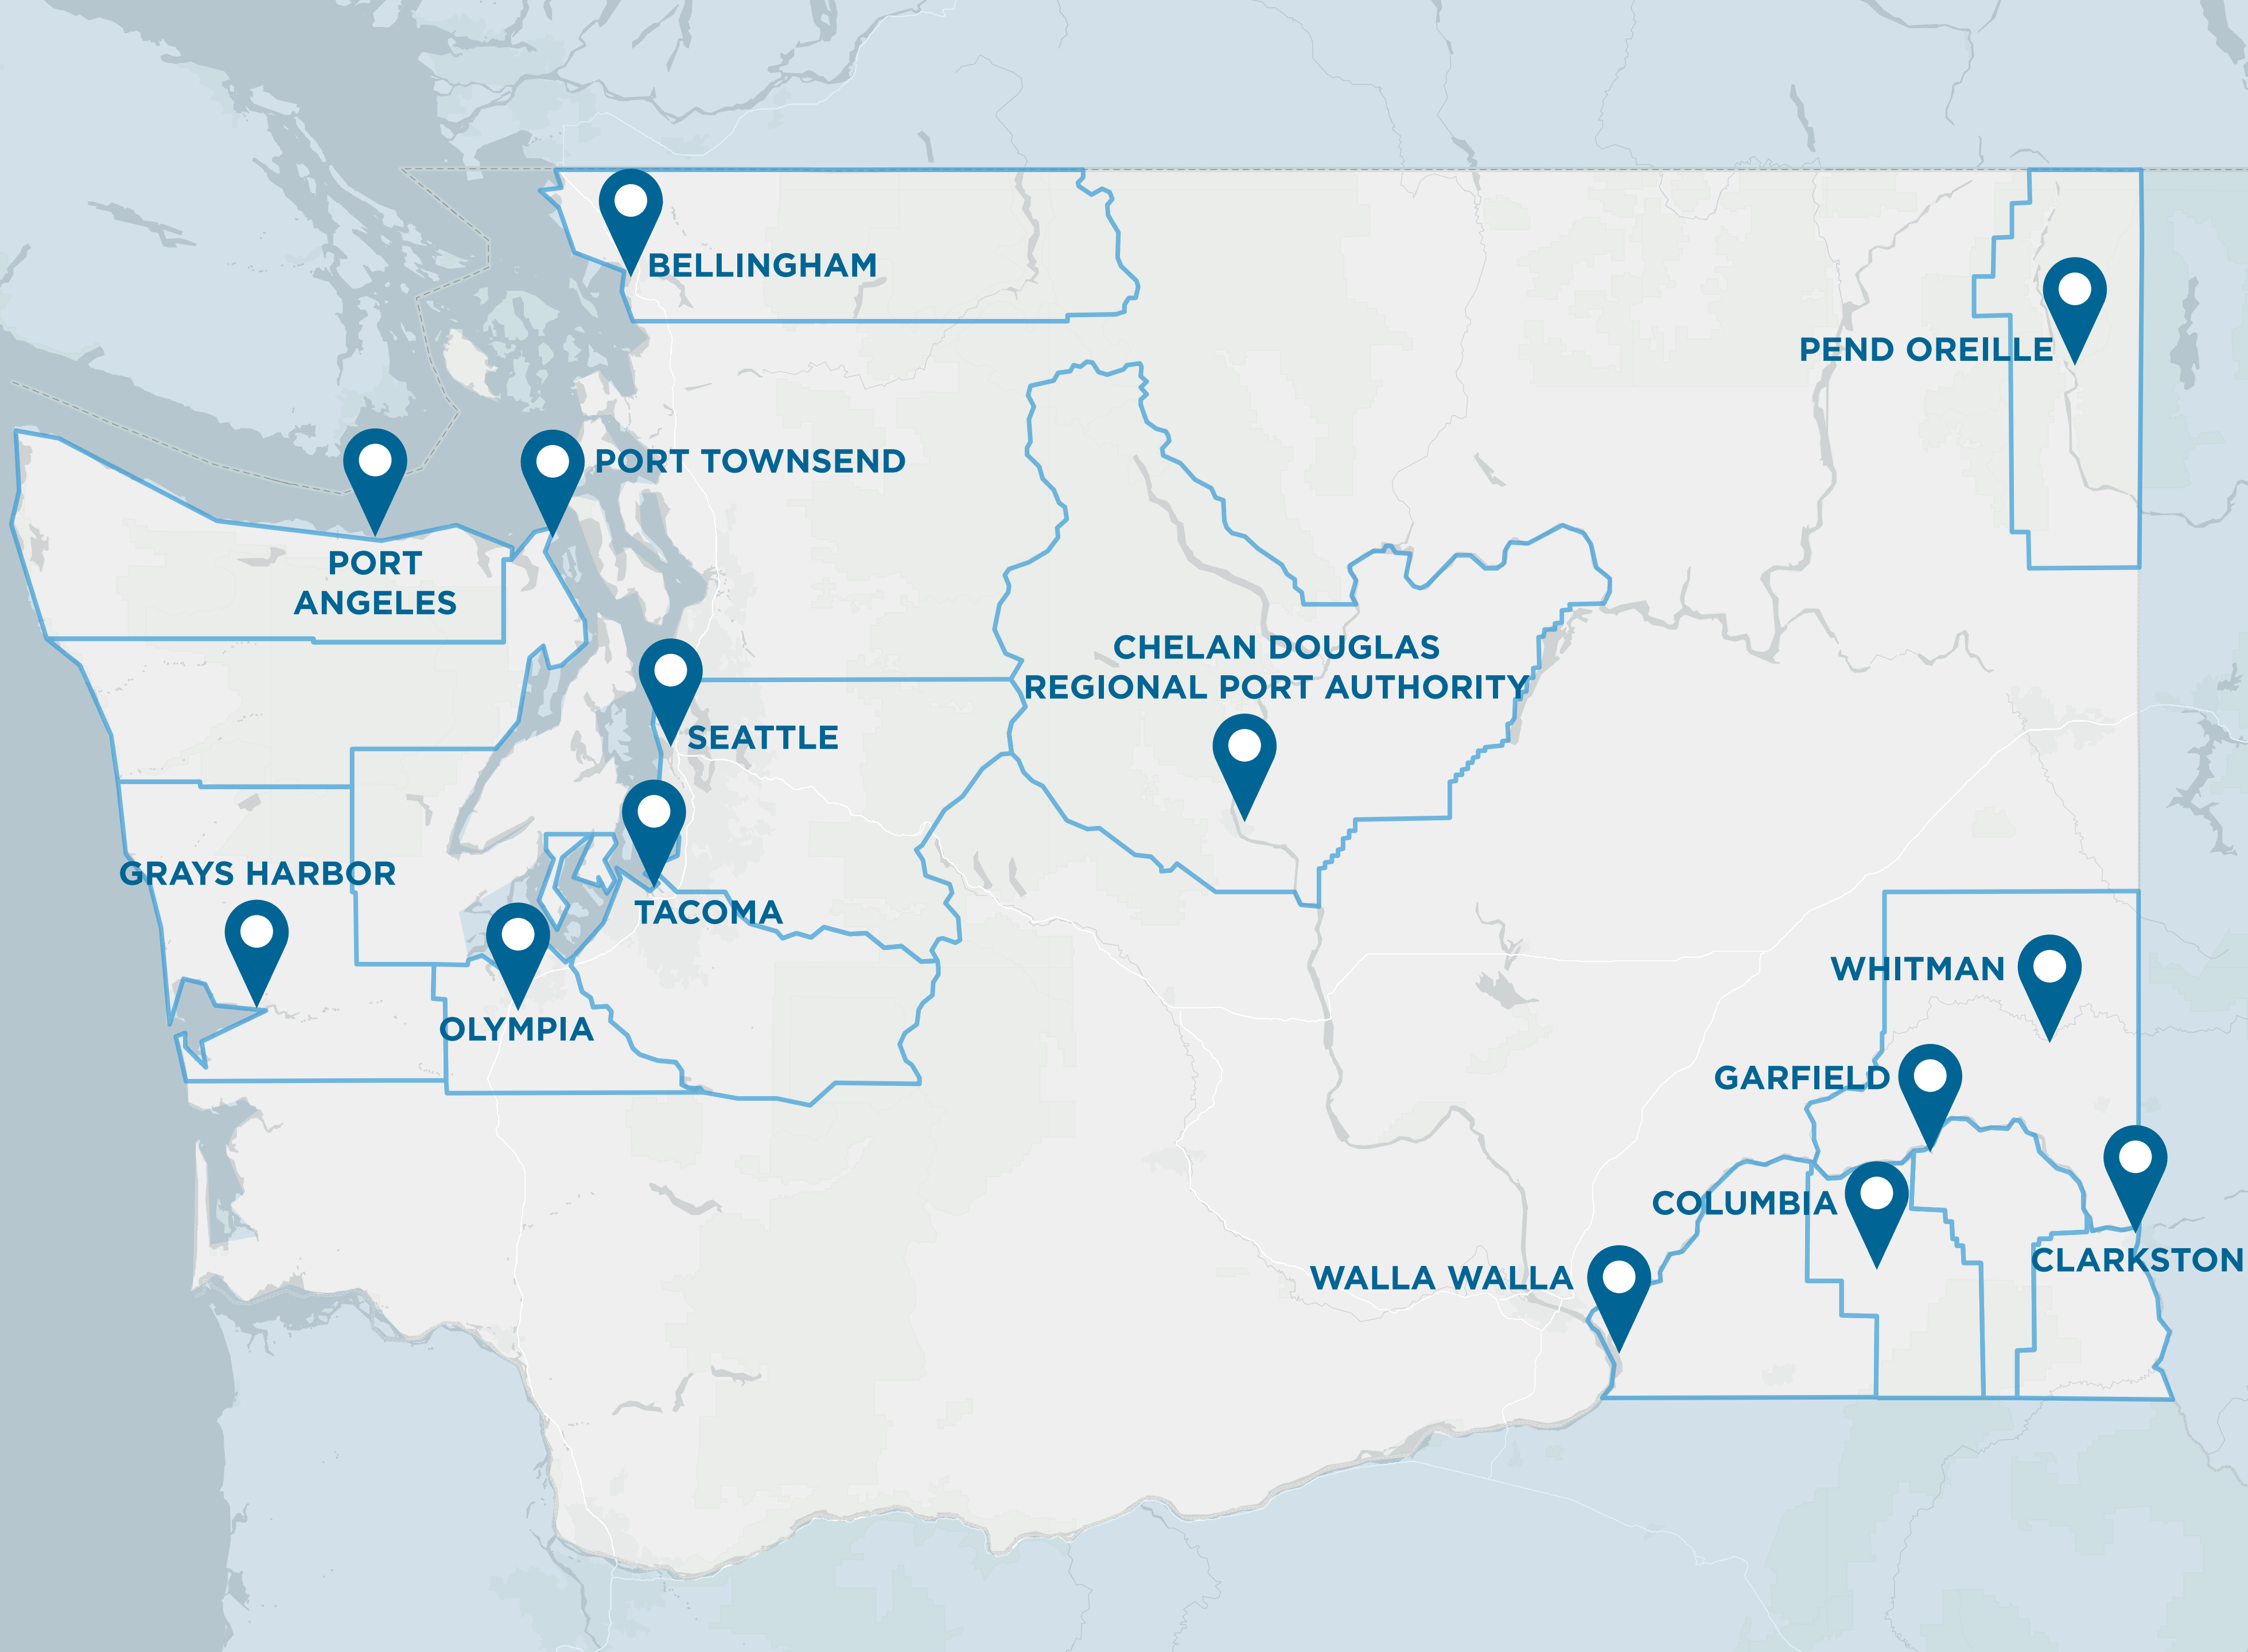 BELLINGHAM
PEND OREILLE
PORT TOWNSEND
PORT
ANGELES
CHELAN DOUGLAS
REGIONAL PORT AUTHORITY
SEATTLE
GRAYS HARBOR
TACOMA
WHITMAN
OLYMPIA
GARFIELD
COLUMBIA
CLARKSTON
WALLA WALLA